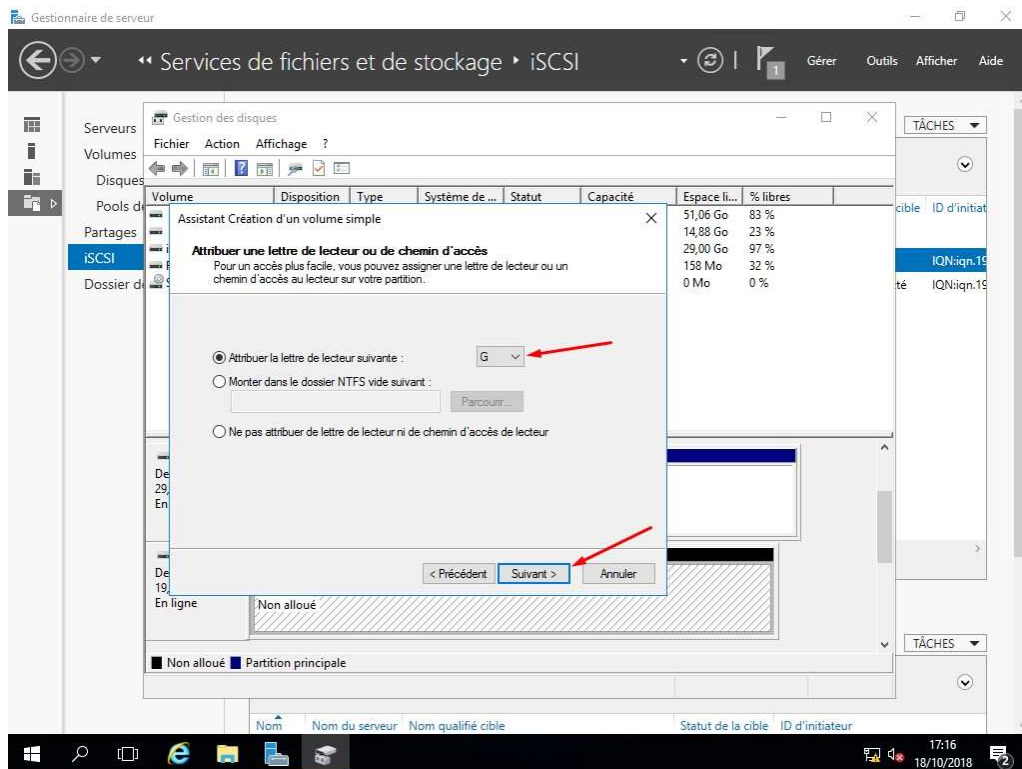 Gestionnaire de serveur
Services de fichiers et de stockage iSCSI
1
Gérer Outils Afficher Aide
Serveurs
Volumes
Disques
Pools d
Partages
iSCSI
Dossier d
TÂCHES
cible ID d'initiat
IQN:iqn.19
té IQN:iqn.19
Gestion des disques
Fichier Action Affichage ?
Volume Disposition Type Système de ... Statut Capacité Espace li... % libres
51,06 Go 83 %
14,88 Go 23 %
29,00 Go 97 %
158 Mo 32 %
0 Mo 0 %
Assistant Création d'un volume simple
Attribuer une lettre de lecteur ou de chemin d'accès
Pour un accès plus facile, vous pouvez assigner une lettre de lecteur ou un
chemin d'accès au lecteur sur votre partition.
Attribuer la lettre de lecteur suivante : G
Monter dans le dossier NTFS vide suivant :
Parcourir...
Ne pas attribuer de lettre de lecteur ni de chemin d'accès de lecteur
< Précédent Suivant > Annuler
De
29,
En
De
19,
En ligne
Non alloué
Non alloué Partition principale
TÂCHES
Nom Nom du serveur Nom qualifié cible Statut de la cible ID d'initiateur
17:16
18/10/2018
2